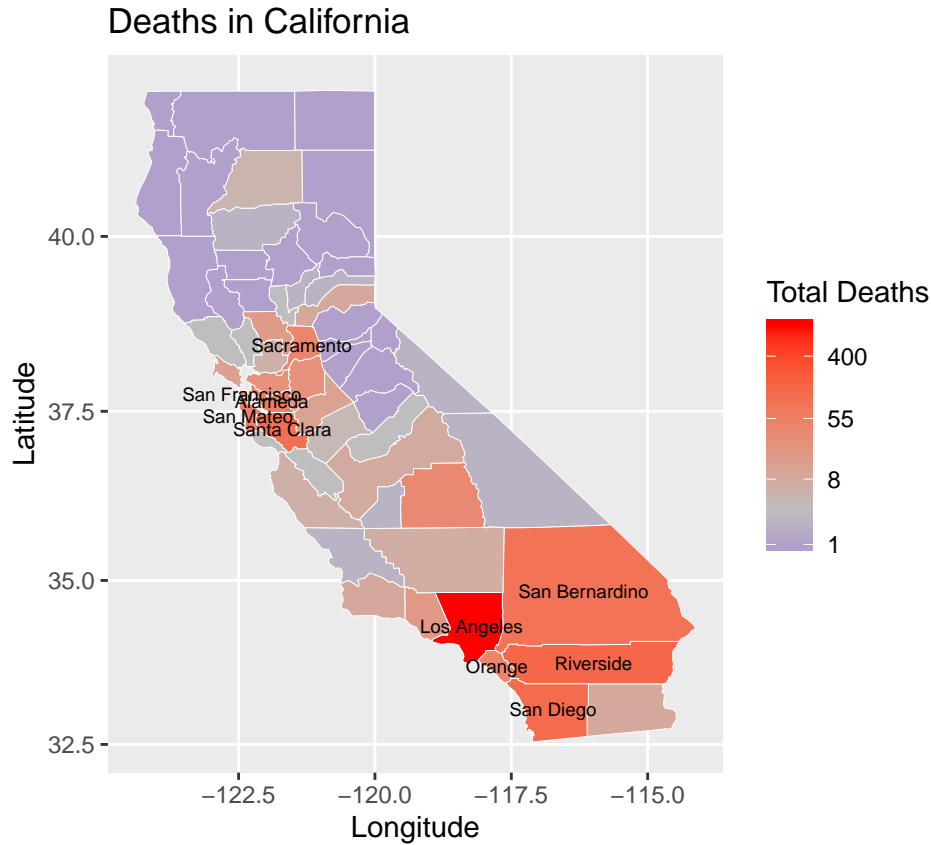 Deaths in California
40.0
37.5
35.0
32.5
Latitude
Sacramento
San Francisco
Alameda
San Mateo
Santa Clara
San Bernardino
Los Angeles
Orange
Riverside
San Diego
−122.5
−120.0
−117.5
−115.0
Longitude
Total Deaths
400
55
8
1